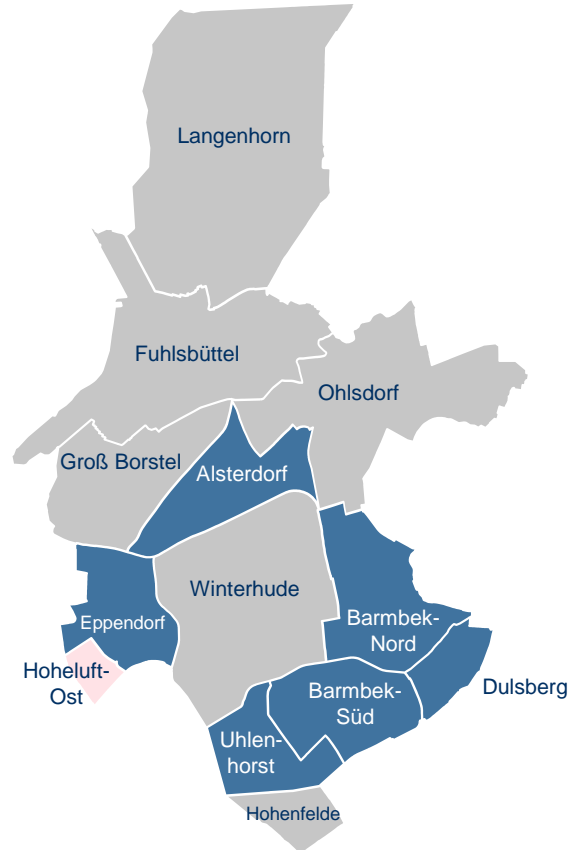 Langenhorn
Fuhlsbüttel
Ohlsdorf
Groß Borstel
Alsterdorf
Winterhude
Eppendorf
Barmbek-
Nord
Hoheluft-
Ost
Barmbek-
Süd
Dulsberg
Uhlen-
horst
Hohenfelde